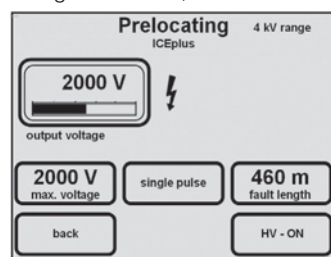 Prelocating
4 kV range
ICEplus
2000 V
output voltage
2000 V
max. voltage
single pulse
460 m
fault length
back
HV - ON